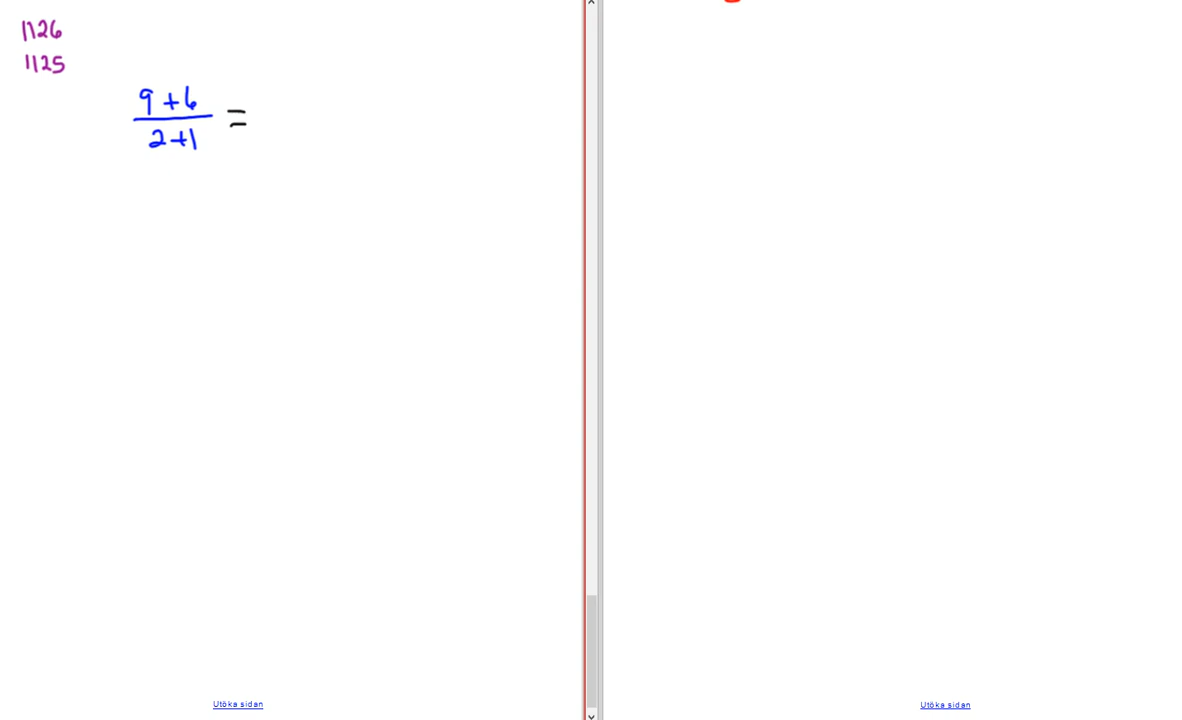 1126
1125
9+6
2+1
=
Utöka sidan
Utöka sidan